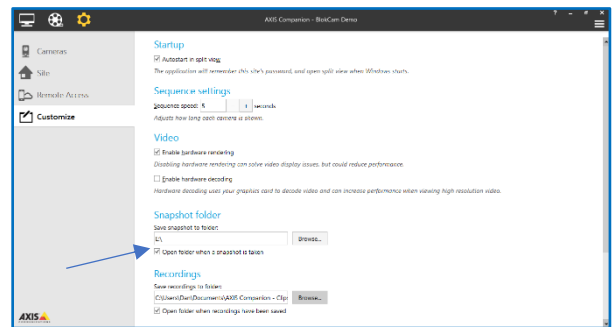 AXIS Companion - BlokCam Demo
Cameras
Site
Remote Access
Customize
Startup
Autostart in split view
The application will remember this site's password, and open split view when Windows starts.
Sequence settings
Sequence speed: 5 seconds
Adjusts how long each camera is shown.
Video
Enable hardware rendering
Disabling hardware rendering can solve video display issues, but could reduce performance.
Enable hardware decoding
Hardware decoding uses your graphics card to decode video and can increase performance when viewing high resolution video.
Snapshot folder
Save snapshot to folder:
Browse...
Open folder when a snapshot is taken
Recordings
Save recordings to folder:
C:\Users\Dart\Documents\AXIS Companion - Clip Browse...
Open folder when recordings have been saved
AXIS